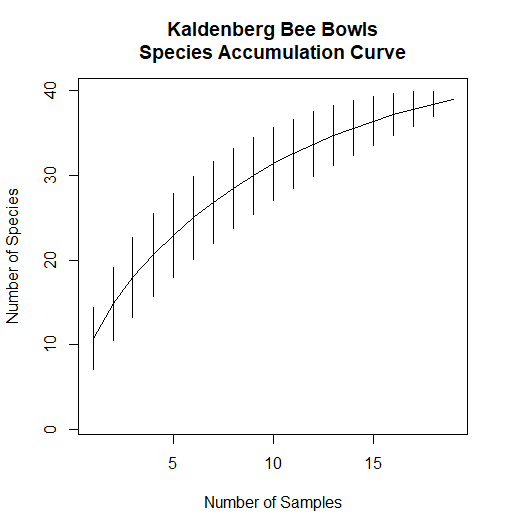 Kaldenberg Bee Bowls
Species Accumulation Curve
40
30
20
10
0
Number of Species
5 10 15
Number of Samples